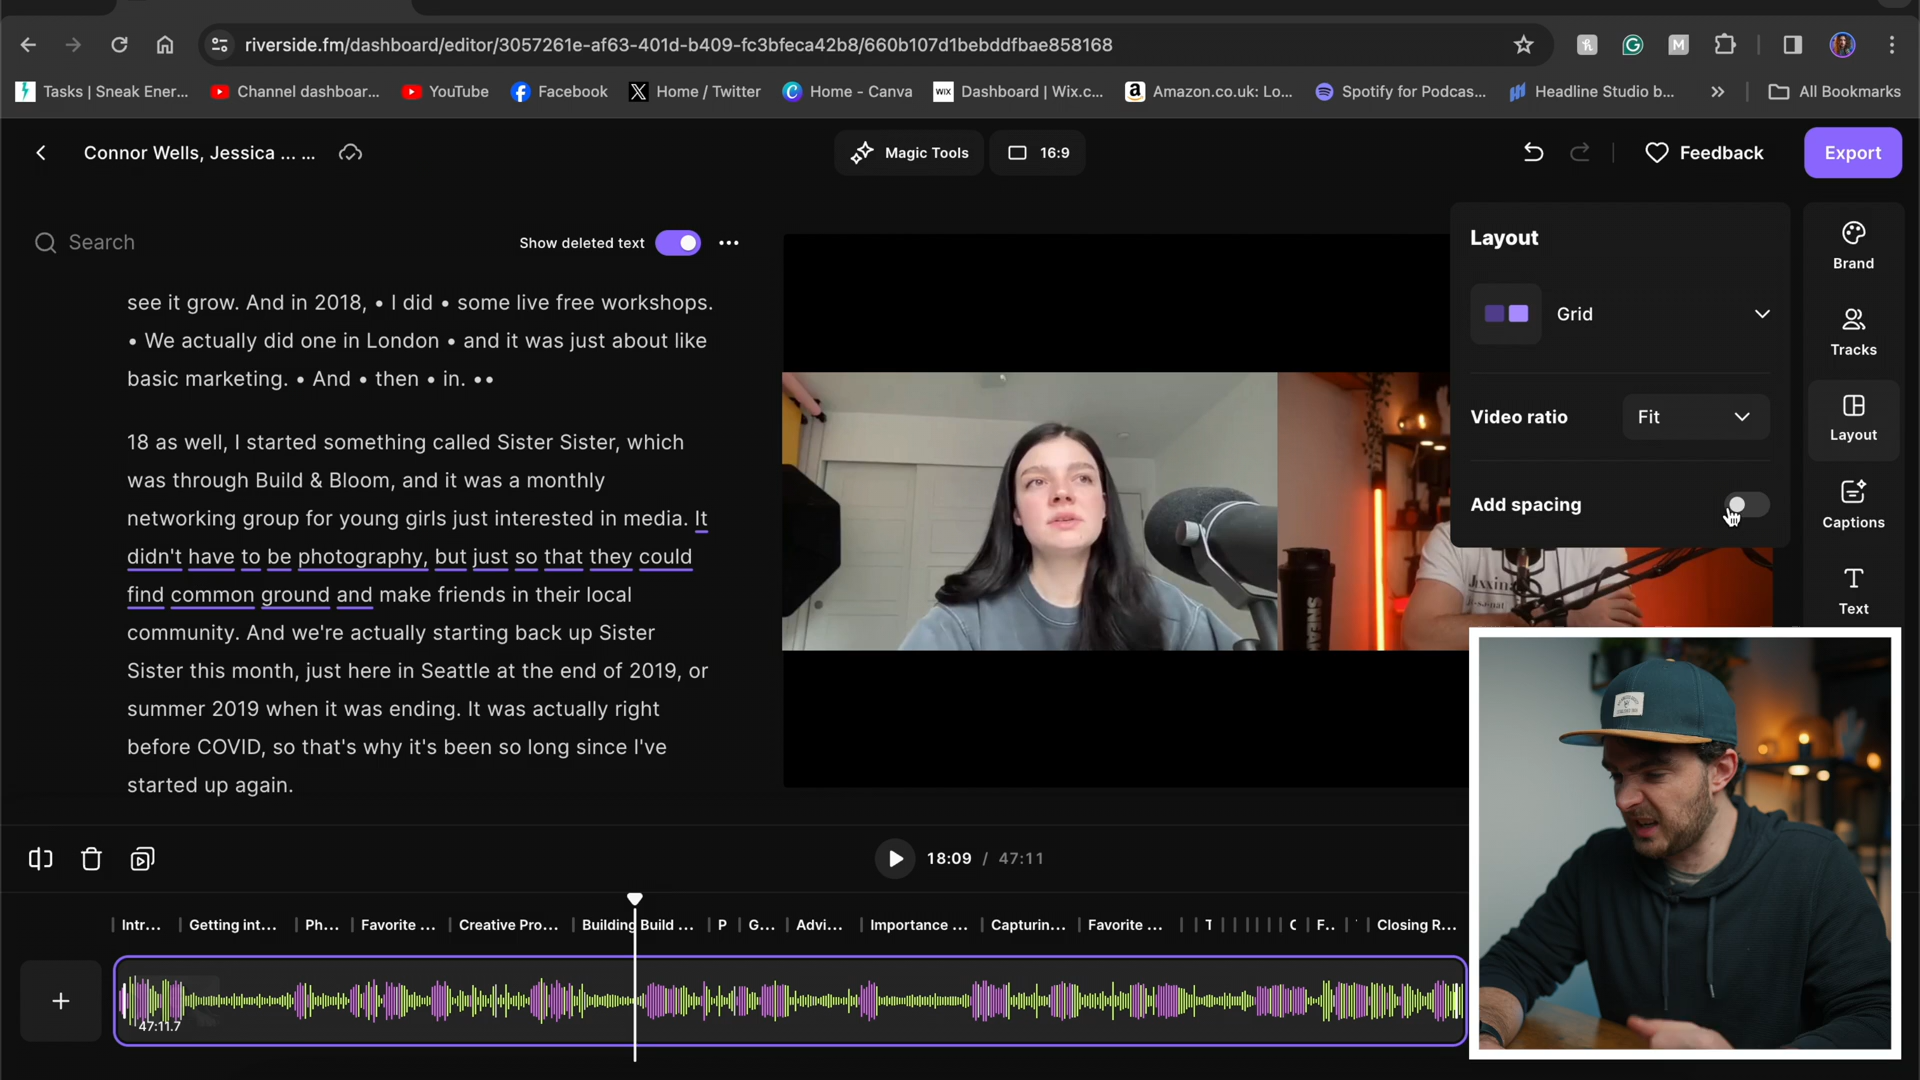 riverside.fm/dashboard/editor/3057261e-af63-401d-b409-fc3bfeca42b8/660b107d1bebddfbae858168
Tasks | Sneak Ener...
Channel dashboar...
YouTube
Facebook
Home / Twitter
Home - Canva
WIX
Dashboard | Wix.c...
Amazon.co.uk: Lo...
Spotify for Podcas...
Headline Studio b...
All Bookmarks
Connor Wells, Jessica ... ...
Magic Tools
16:9
Feedback
Export
Search
Show deleted text
see it grow. And in 2018, • I did • some live free workshops.
• We actually did one in London • and it was just about like
basic marketing. • And • then • in. ••
18 as well, I started something called Sister Sister, which
was through Build & Bloom, and it was a monthly
networking group for young girls just interested in media. It
didn't have to be photography, but just so that they could
find common ground and make friends in their local
community. And we're actually starting back up Sister
Sister this month, just here in Seattle at the end of 2019, or
summer 2019 when it was ending. It was actually right
before COVID, so that's why it's been so long since I've
started up again.
Layout
Grid
Video ratio
Fit
Add spacing
Brand
Tracks
Layout
Captions
Text
SNEAK
18:09 / 47:11
Intr...
Getting int...
Ph...
Favorite ...
Creative Pro...
Building Build ...
P
G...
Advi...
Importance ...
Capturin...
Favorite ...
T
C
F..
Closing R...
47:11.7